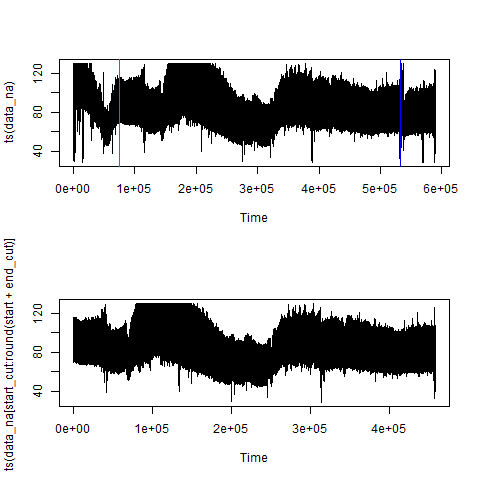 ts(data_na)
40
80
120
0e+00 1e+05 2e+05 3e+05 4e+05 5e+05 6e+05
Time
ts(data_na[start_cut:round(start + end_cut)]
40
80
120
0e+00 1e+05 2e+05 3e+05 4e+05
Time